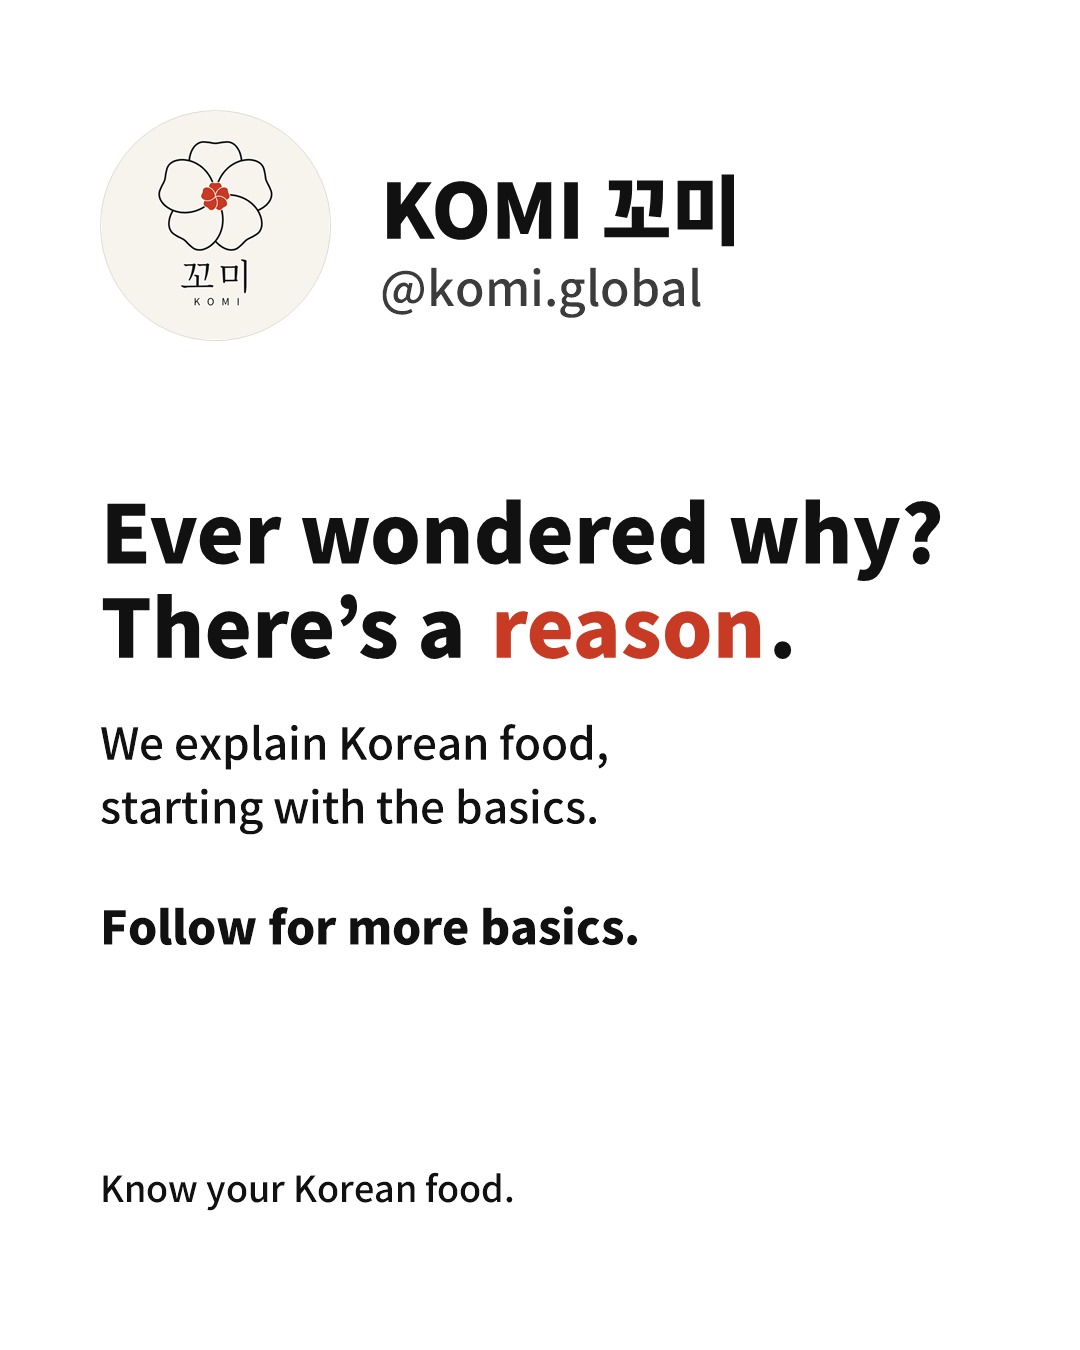 꼬미
KOMI
KOMI 꼬미
@komi.global
Ever wondered why?
There’s a reason.
We explain Korean food,
starting with the basics.
Follow for more basics.
Know your Korean food.